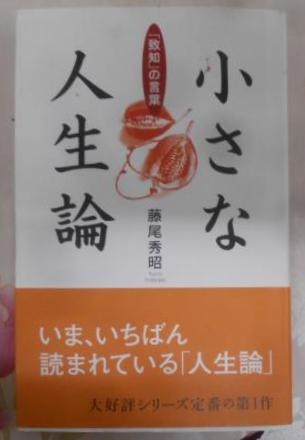 小さな
人生論
「致知」の言葉
藤尾秀昭
いま、いちばん
読まれている「人生論」
大好評シリーズ定番の第1作